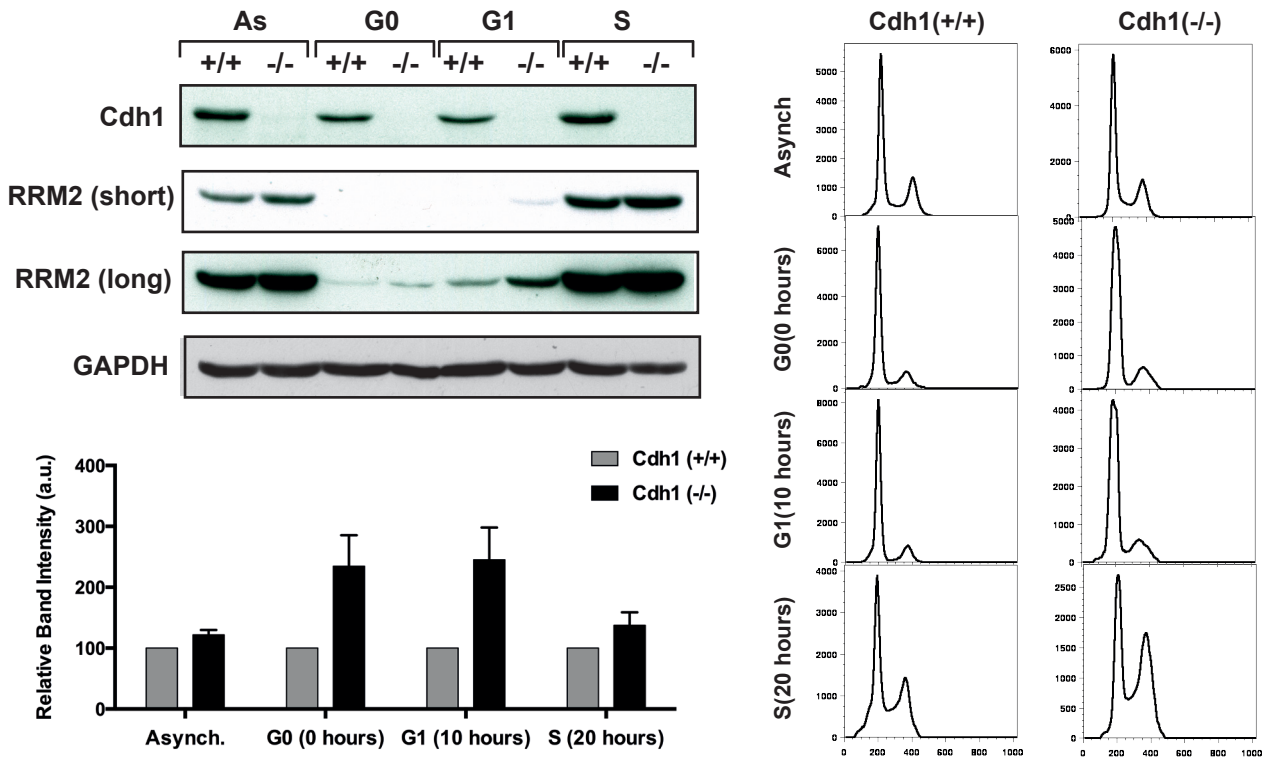 As G0 G1 S
+/+ -/- +/+ -/- +/+ -/- +/+ -/-
Cdh1
RRM2 (short)
RRM2 (long)
GAPDH
Relative Band Intensity (a.u.)
400
300
200
100
0
Cdh1 (+/+)
Cdh1 (-/-)
Asynch. G0 (0 hours) G1 (10 hours) S (20 hours)
Cdh1(+/+) Cdh1(-/-)
Asynch
5000
4000
3000
2000
1000
0
6000
4000
2000
0
G0(0 hours)
6000
4000
2000
0
5000
4000
3000
2000
1000
0
G1(10 hours)
8000
6000
4000
2000
0
4000
3000
2000
1000
0
S(20 hours)
4000
3000
2000
1000
0
2500
2000
1500
1000
500
0
0 200 400 600 800 1000
0 200 400 600 800 1000